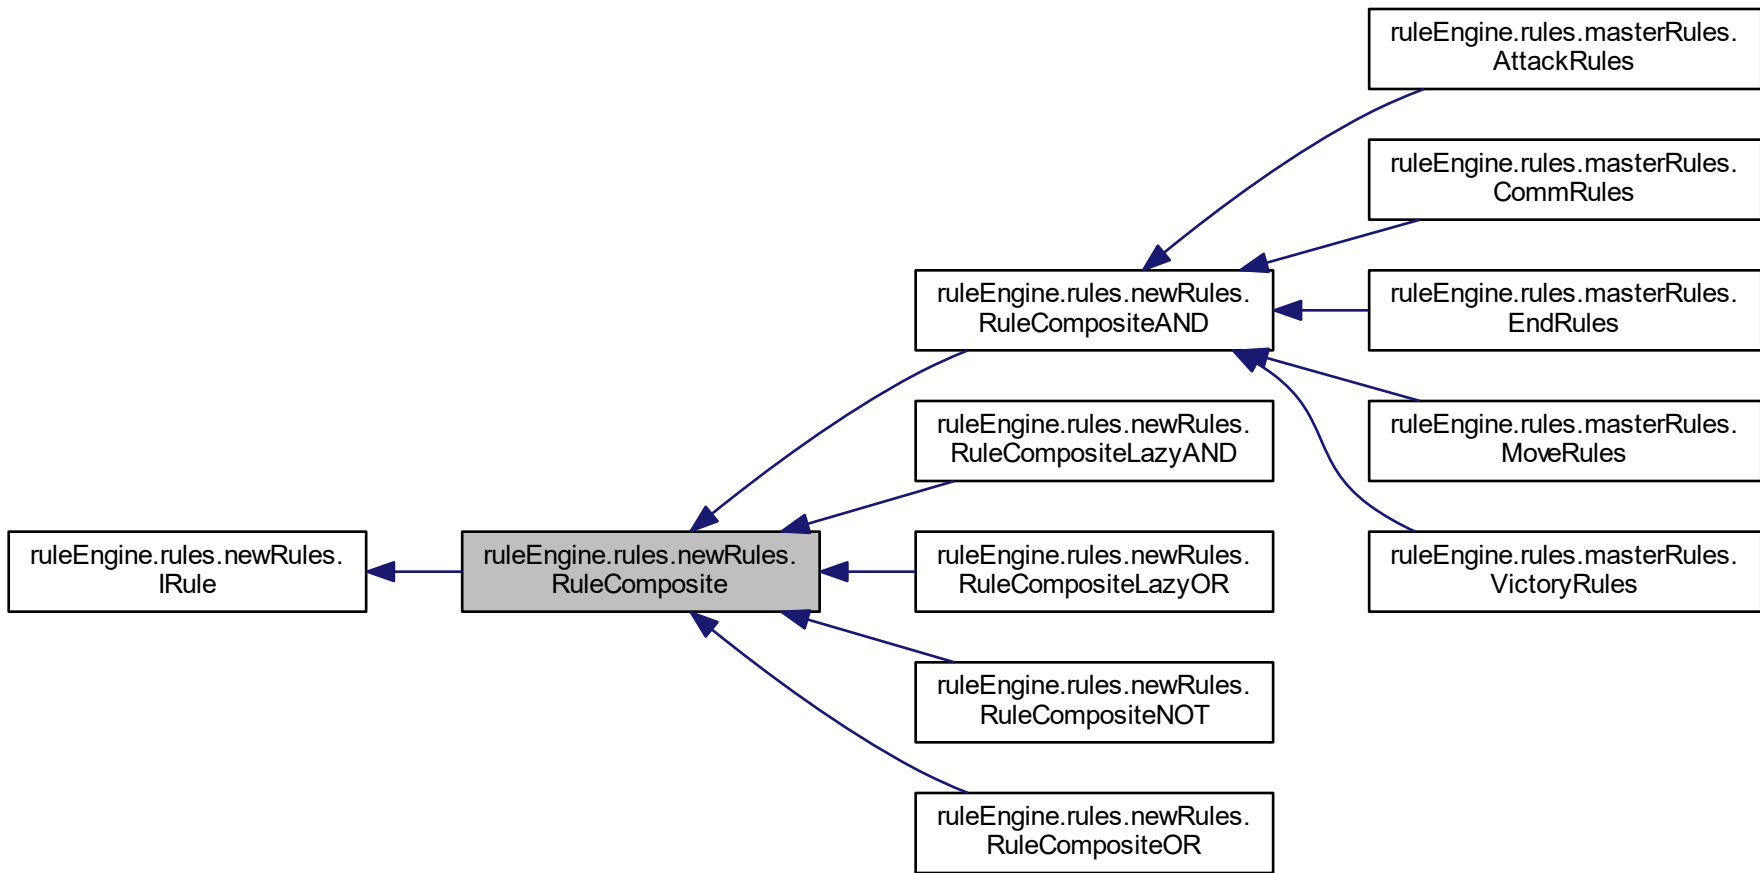 ruleEngine.rules.masterRules.
AttackRules
ruleEngine.rules.masterRules.
CommRules
ruleEngine.rules.newRules.
RuleCompositeAND
ruleEngine.rules.masterRules.
EndRules
ruleEngine.rules.newRules.
RuleCompositeLazyAND
ruleEngine.rules.masterRules.
MoveRules
ruleEngine.rules.newRules.
IRule
ruleEngine.rules.newRules.
RuleComposite
ruleEngine.rules.newRules.
RuleCompositeLazyOR
ruleEngine.rules.masterRules.
VictoryRules
ruleEngine.rules.newRules.
RuleCompositeNOT
ruleEngine.rules.newRules.
RuleCompositeOR